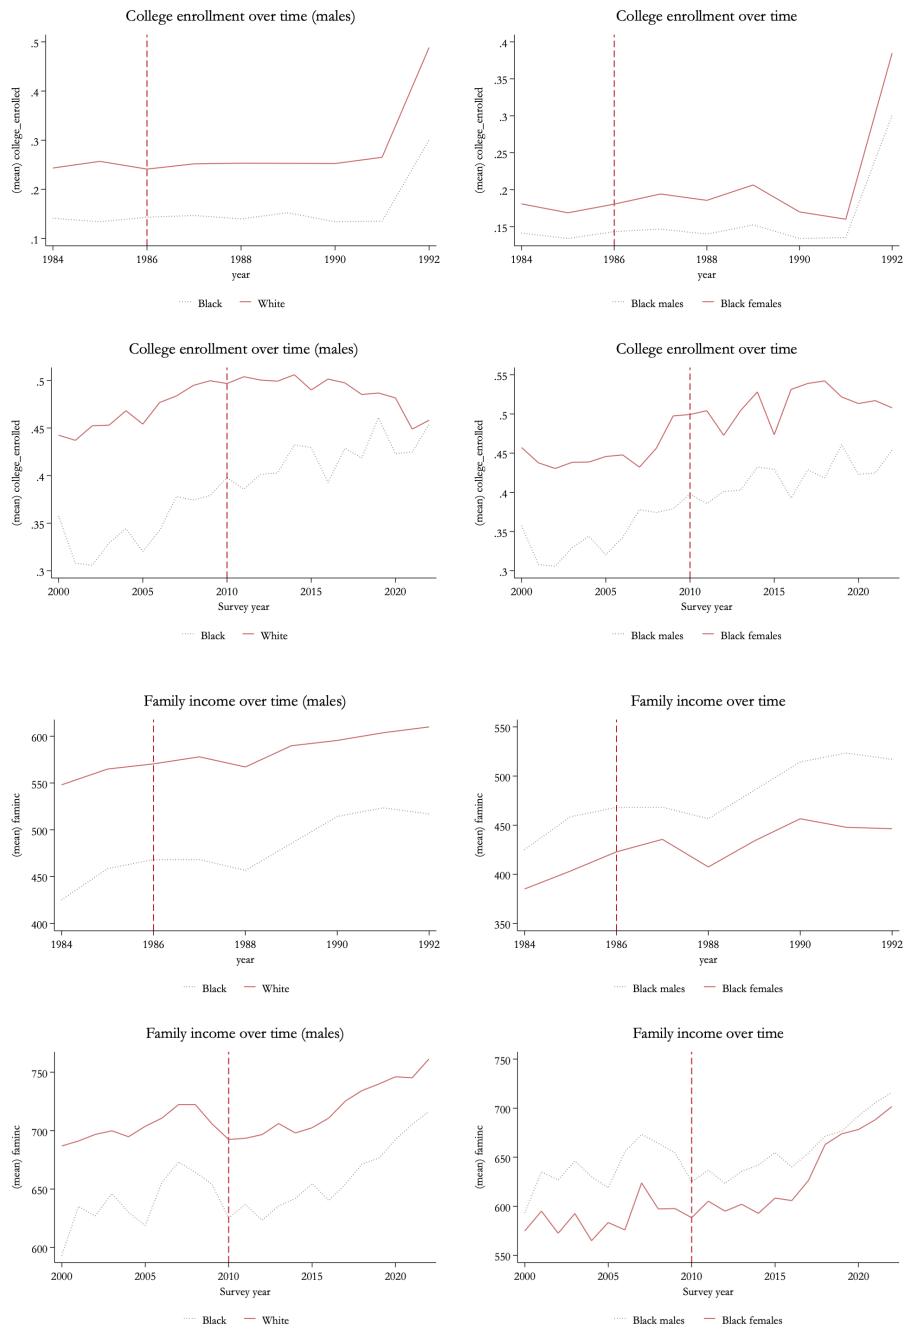 College enrollment over time (males)
(mean) college_enrolled
.5
.4
.3
.2
.1
1984 1986 1988 1990 1992
year
Black White
College enrollment over time
(mean) college_enrolled
.4
.35
.3
.25
.2
.15
1984 1986 1988 1990 1992
year
Black males Black females
College enrollment over time (males)
(mean) college_enrolled
.5
.45
.4
.35
.3
2000 2005 2010 2015 2020
Survey year
Black White
College enrollment over time
(mean) college_enrolled
.55
.5
.45
.4
.35
.3
2000 2005 2010 2015 2020
Survey year
Black males Black females
Family income over time (males)
(mean) faminc
600
550
500
450
400
1984 1986 1988 1990 1992
year
Black White
Family income over time
(mean) faminc
550
500
450
400
350
1984 1986 1988 1990 1992
year
Black males Black females
Family income over time (males)
(mean) faminc
750
700
650
600
2000 2005 2010 2015 2020
Survey year
Black White
Family income over time
(mean) faminc
750
700
650
600
550
2000 2005 2010 2015 2020
Survey year
Black males Black females